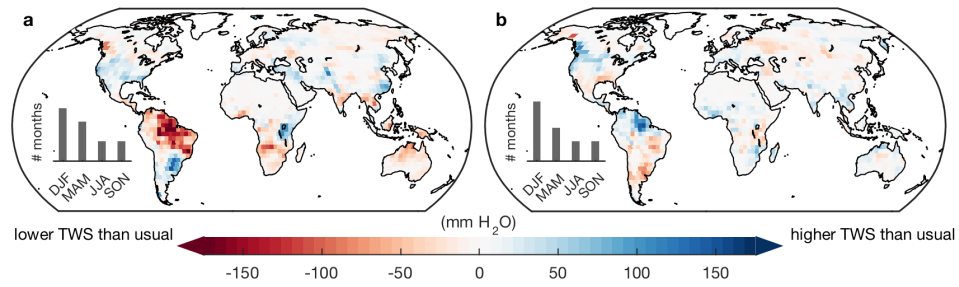 a
b
# months
DJF
MAM
JJA
SON
# months
DJF
MAM
JJA
SON
(mm H₂O)
lower TWS than usual
higher TWS than usual
-150 -100 -50 0 50 100 150